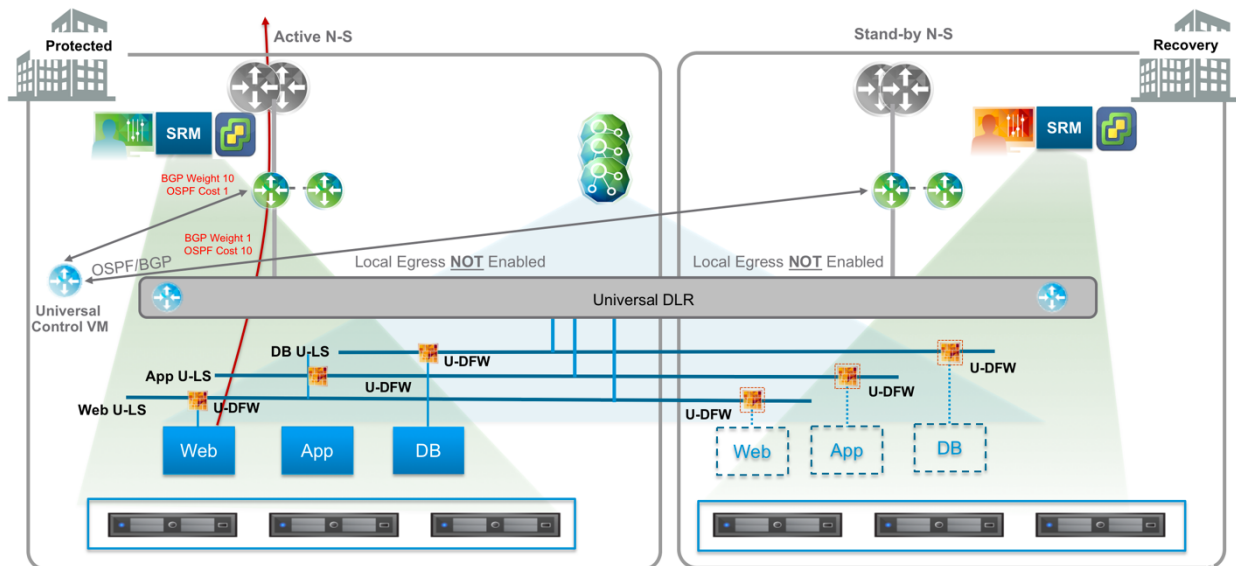 Protected
Active N-S
Stand-by N-S
Recovery
SRM
SRM
BGP Weight 10
OSPF Cost 1
BGP Weight 1
OSPF Cost 10
OSPF/BGP
Local Egress NOT Enabled
Local Egress NOT Enabled
Universal
Control VM
Universal DLR
DB U-LS
U-DFW
U-DFW
App U-LS
U-DFW
U-DFW
Web U-LS
U-DFW
U-DFW
Web
App
DB
Web
App
DB